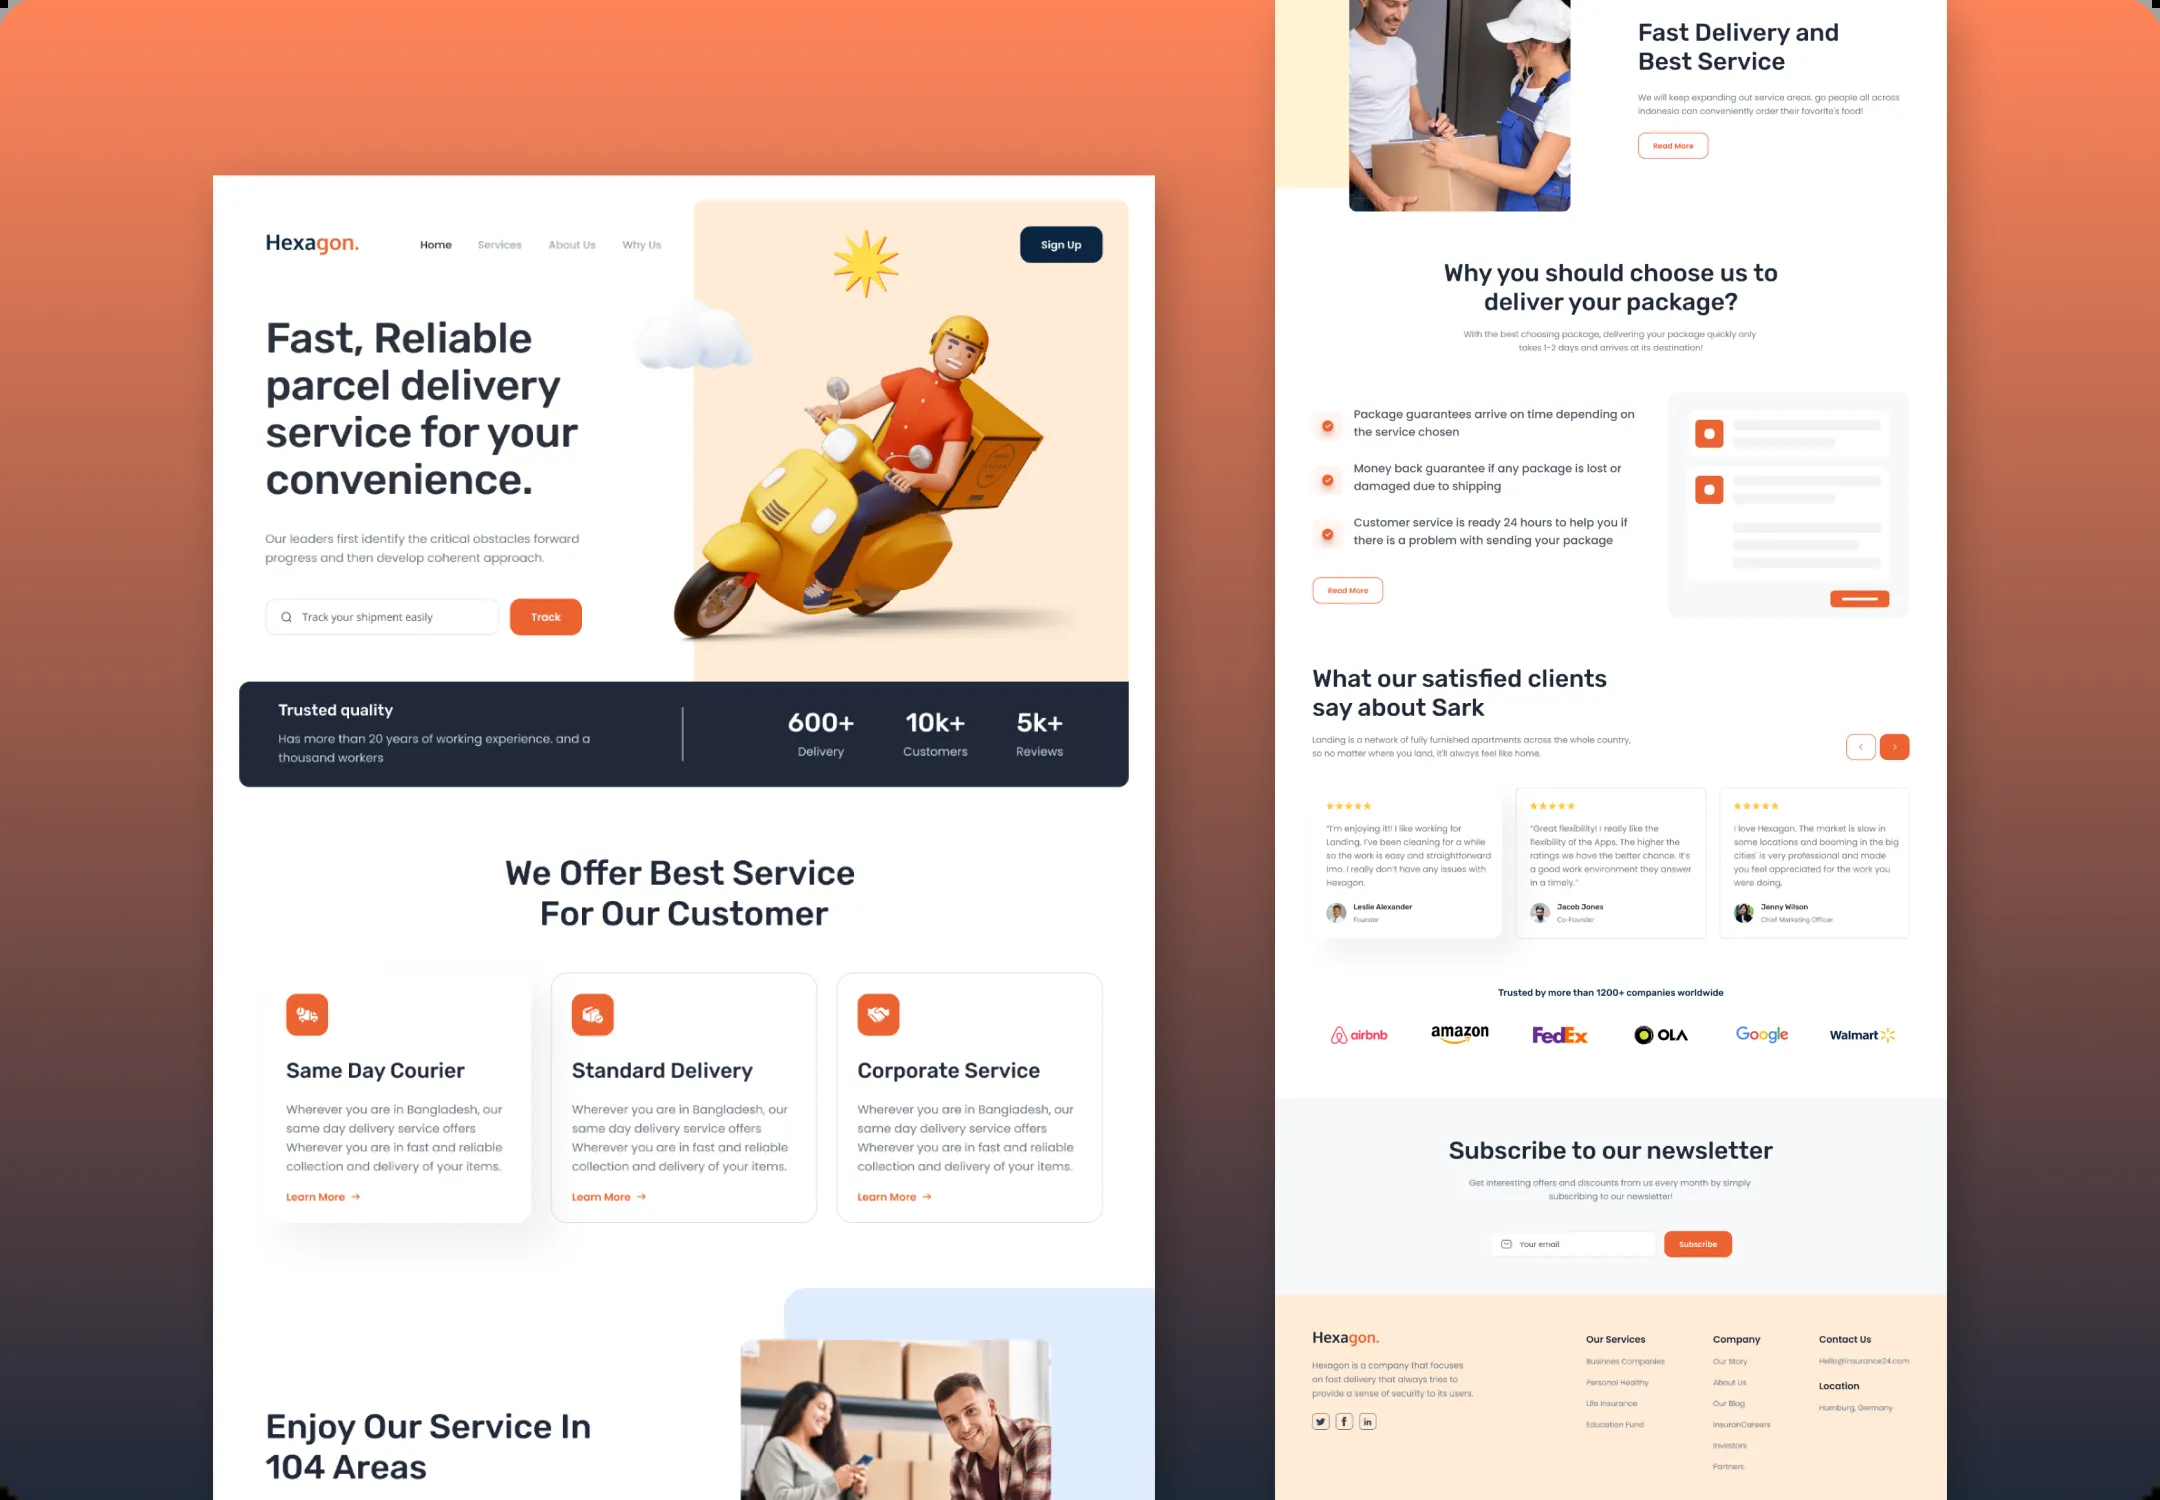 Hexagon.
Home
Services
About Us
Why Us
Sign Up
Fast, Reliable
parcel delivery
service for your
convenience.
Our leaders first identify the critical obstacles forward
progress and then develop coherent approach.
Track your shipment easily
Track
Trusted quality
Has more than 20 years of working experience. and a
thousand workers
600+
Delivery
10k+
Customers
5k+
Reviews
We Offer Best Service
For Our Customer
Same Day Courier
Wherever you are in Bangladesh, our
same day delivery service offers
Wherever you are in fast and reliable
collection and delivery of your items.
Learn More →
Standard Delivery
Wherever you are in Bangladesh, our
same day delivery service offers
Wherever you are in fast and reliable
collection and delivery of your items.
Learn More →
Corporate Service
Wherever you are in Bangladesh, our
same day delivery service offers
Wherever you are in fast and reliable
collection and delivery of your items.
Learn More →
Enjoy Our Service In
104 Areas
Fast Delivery and
Best Service
We will keep expanding out service areas. go people all across
indonesia can conveniently order their favorite's food!
Read More
Why you should choose us to
deliver your package?
With the best choosing package, delivering your package quickly only
takes 1-2 days and arrives at its destination!
Package guarantees arrive on time depending on
the service chosen
Money back guarantee if any package is lost or
damaged due to shipping
Customer service is ready 24 hours to help you if
there is a problem with sending your package
Read More
What our satisfied clients
say about Sark
Landing is a network of fully furnished apartments across the whole country,
so no matter where you land, it'll always feel like home.
"I'm enjoying it!! I like working for
Landing, I've been cleaning for a while
so the work is easy and straightforward
imo. I really don't have any issues with
Hexagon.
Leslie Alexander
Founder
"Great flexibility! I really like the
flexibility of the Apps. The higher the
ratings we have the better chance. It's
a good work environment they answer
in a timely."
Jacob Jones
Co-Founder
I love Hexagon. The market is slow in
some locations and booming in the big
cities' is very professional and made
you feel appreciated for the work you
were doing.
Jenny Wilson
Chief Marketing Officer
Trusted by more than 1200+ companies worldwide
airbnb
amazon
FedEx
OLA
Google
Walmart
Subscribe to our newsletter
Get interesting offers and discounts from us every month by simply
subscribing to our newsletter!
Your email
Subscribe
Hexagon.
Hexagon is a company that focuses
on fast delivery that always tries to
provide a sense of security to its users.
Our Services
Businnes Companies
Personal Healthy
Life Insurance
Education Fund
Company
Our Story
About Us
Our Blog
InsuranCareers
Investors
Partners
Contact Us
Hello@insurance24.com
Location
Humburg, Germany